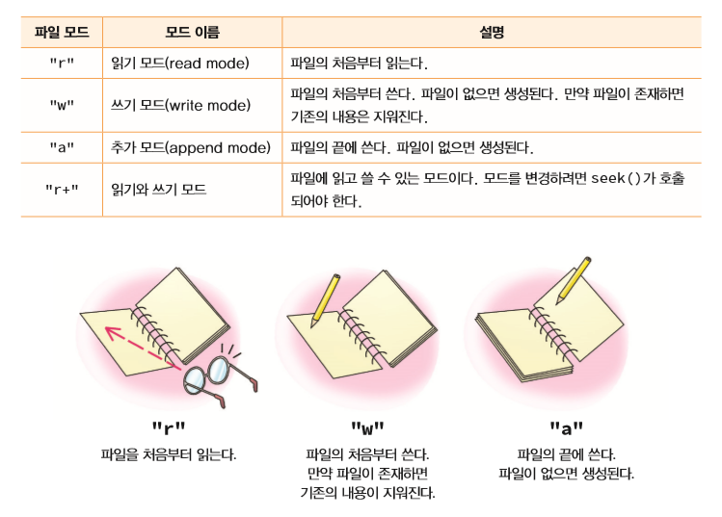 파일 모드 모드 이름 설명
"r" 읽기 모드(read mode) 파일의 처음부터 읽는다.
"w" 쓰기 모드(write mode) 파일의 처음부터 쓴다. 파일이 없으면 생성된다. 만약 파일이 존재하면
기존의 내용은 지워진다.
"a" 추가 모드(append mode) 파일의 끝에 쓴다. 파일이 없으면 생성된다.
"r+" 읽기와 쓰기 모드 파일에 읽고 쓸 수 있는 모드이다. 모드를 변경하려면 seek()가 호출
되어야 한다.
"r"
파일을 처음부터 읽는다.
"w"
파일의 처음부터 쓴다.
만약 파일이 존재하면
기존의 내용이 지워진다.
"a"
파일의 끝에 쓴다.
파일이 없으면 생성된다.